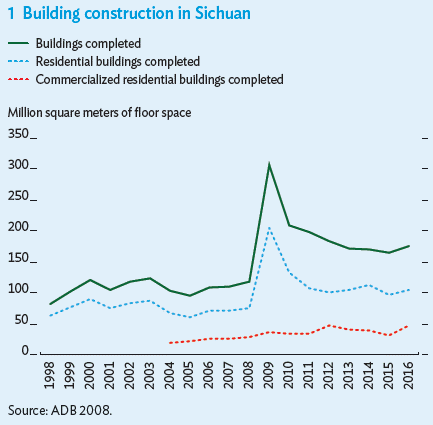 1 Building construction in Sichuan
Buildings completed
Residential buildings completed
Commercialized residential buildings completed
Million square meters of floor space
350
300
250
200
150
100
50
0
1998 1999 2000 2001 2002 2003 2004 2005 2006 2007 2008 2009 2010 2011 2012 2013 2014 2015 2016
Source: ADB 2008.